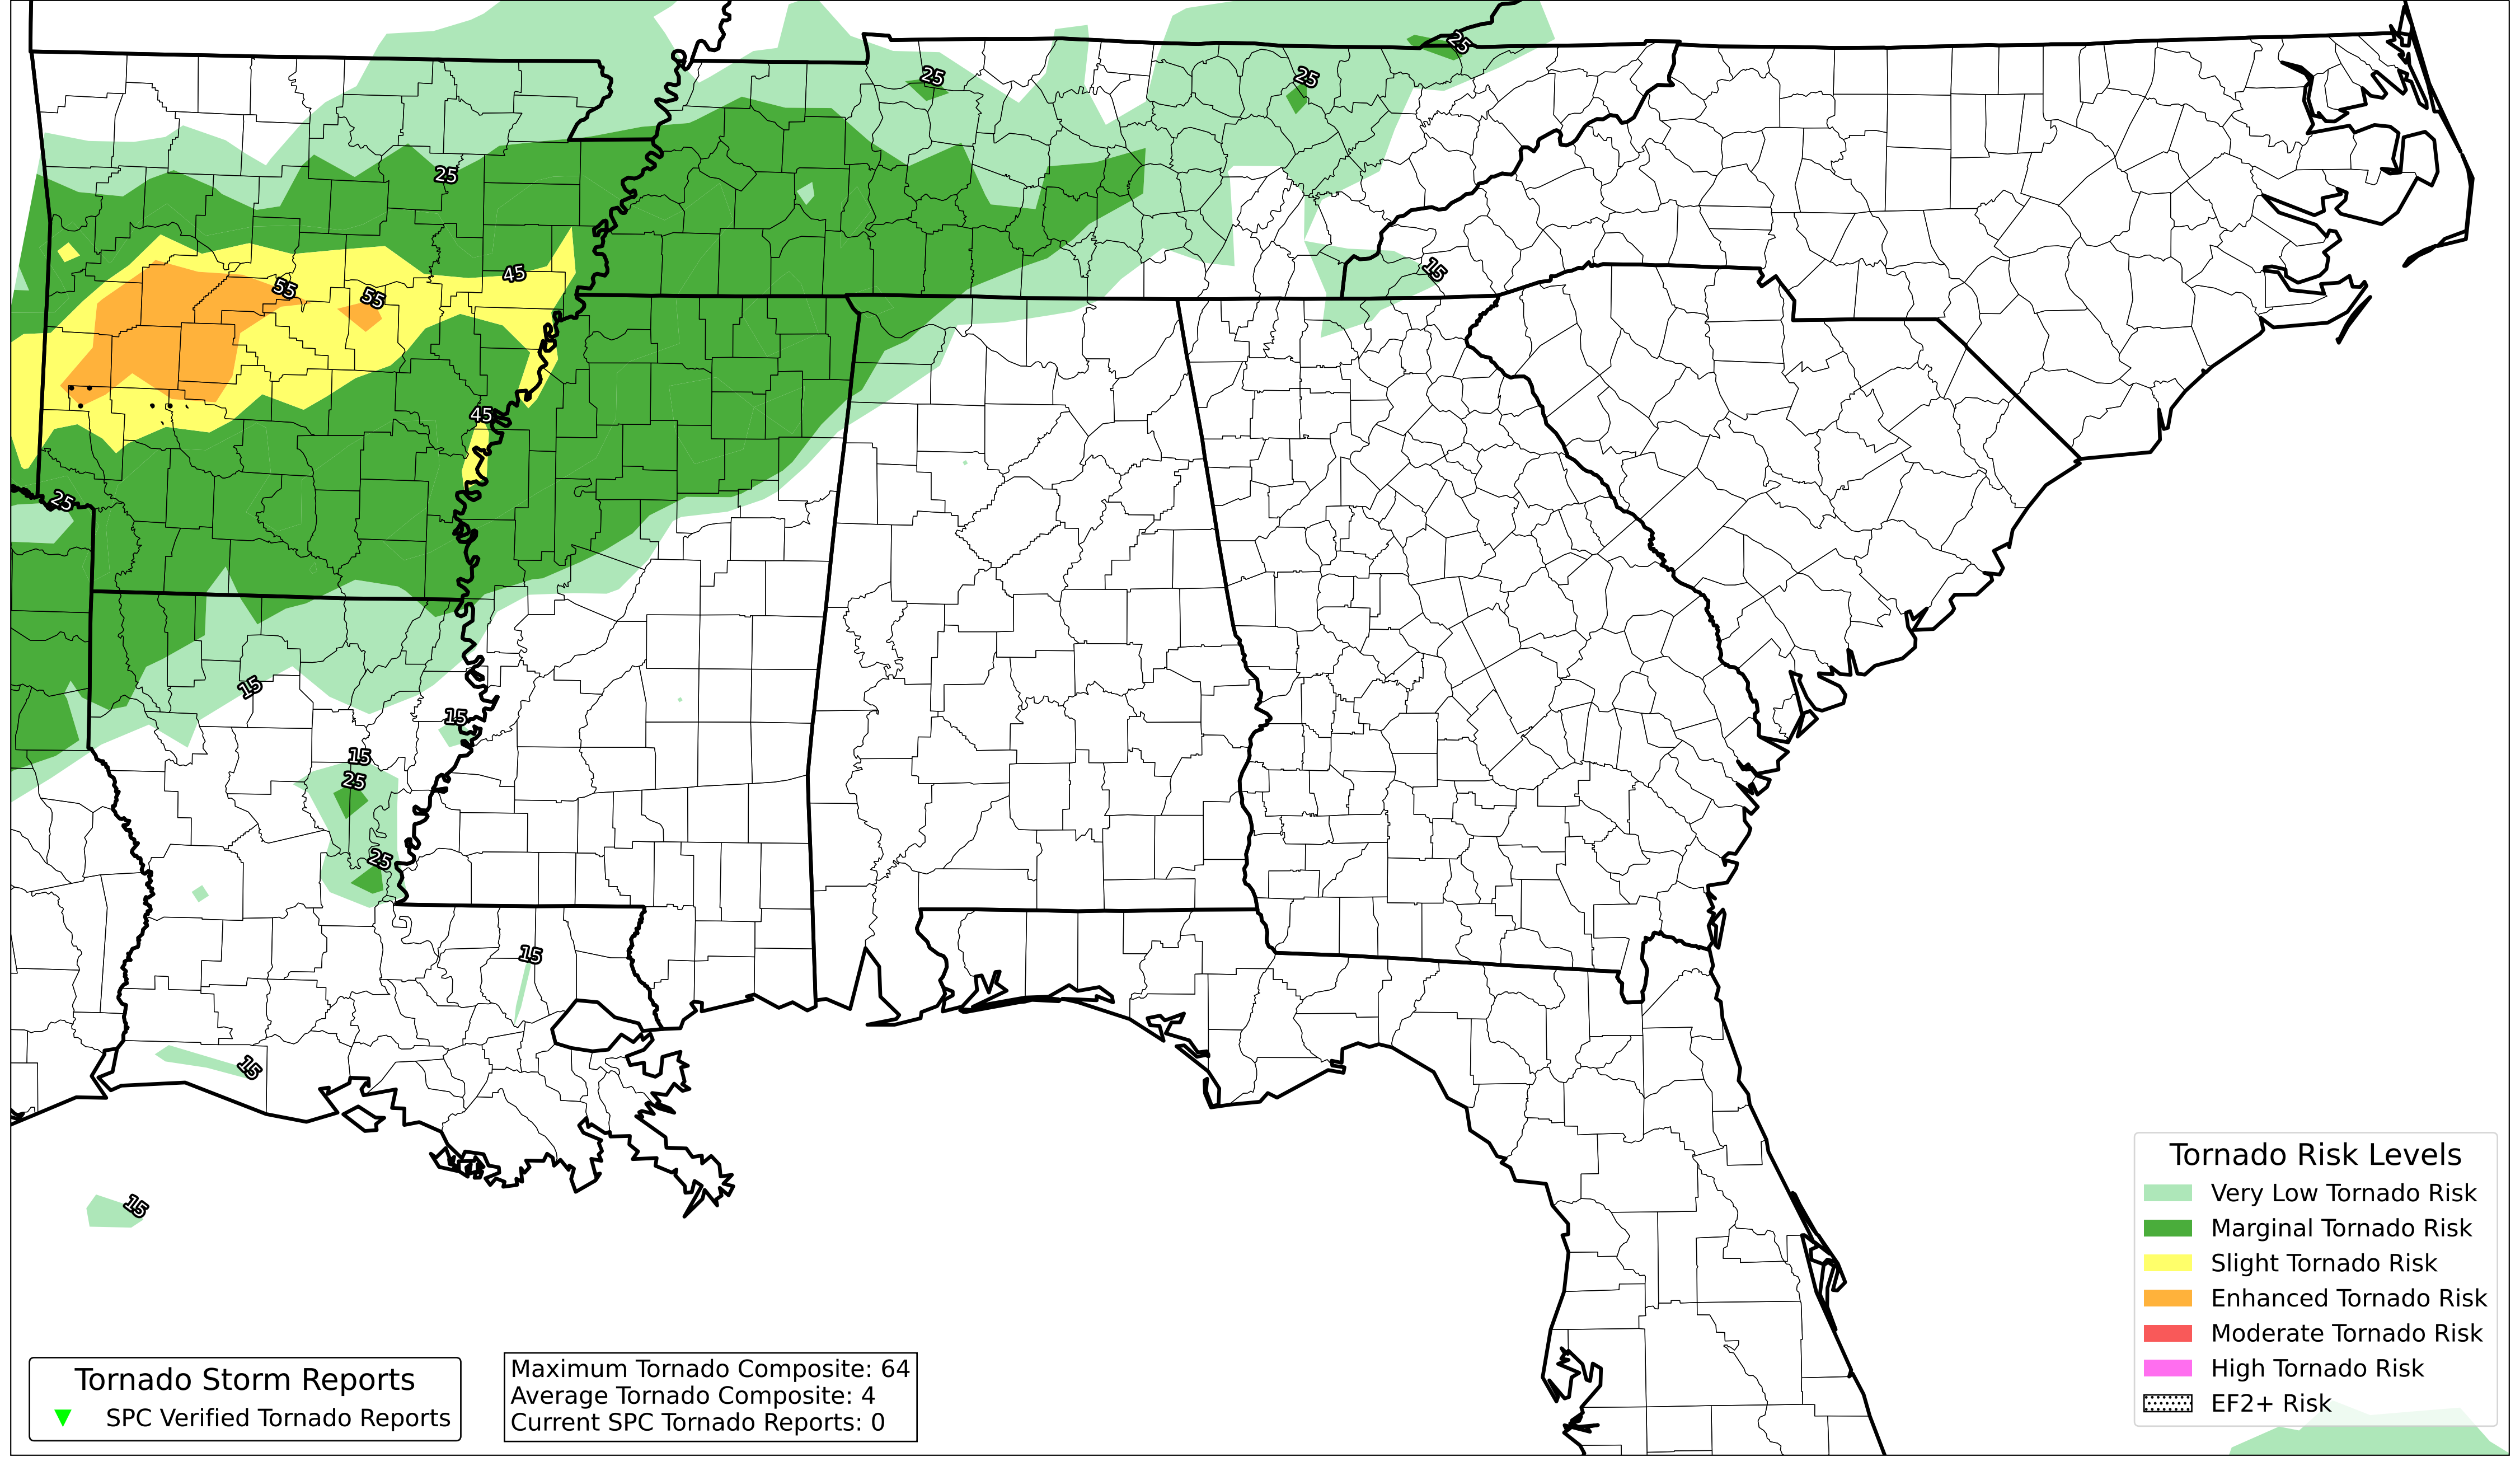 25
25
25
25
15
45
55
55
45
25
15
15
15
25
25
15
15
15
Tornado Risk Levels
Very Low Tornado Risk
Marginal Tornado Risk
Slight Tornado Risk
Enhanced Tornado Risk
Moderate Tornado Risk
High Tornado Risk
EF2+ Risk
Tornado Storm Reports
SPC Verified Tornado Reports
Maximum Tornado Composite: 64
Average Tornado Composite: 4
Current SPC Tornado Reports: 0